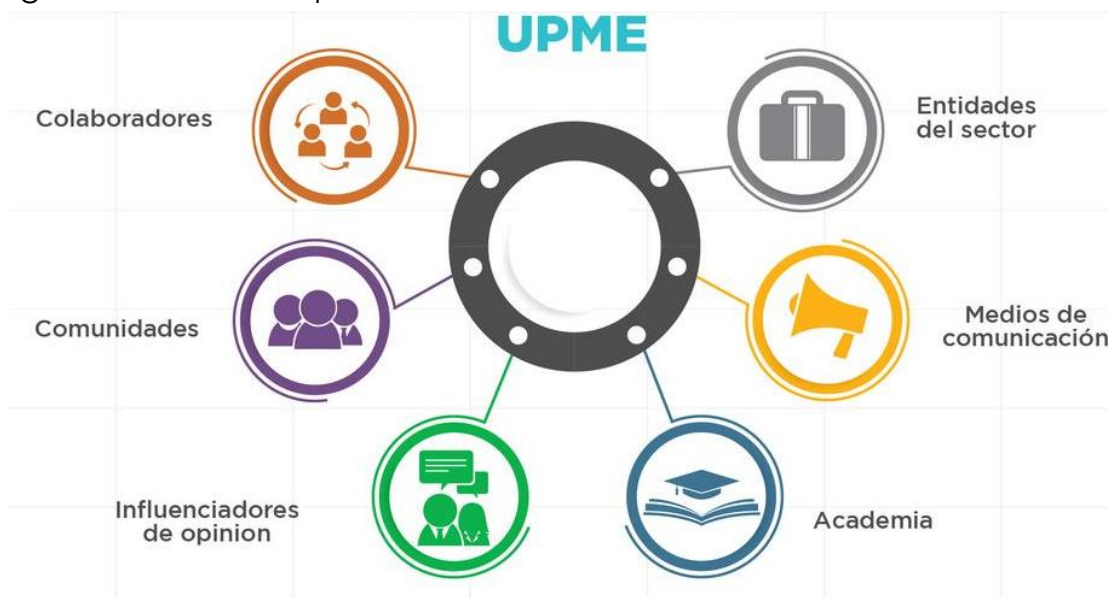 UPME
Colaboradores
Entidades
del sector
Comunidades
Medios de
comunicación
Influenciadores
de opinion
Academia